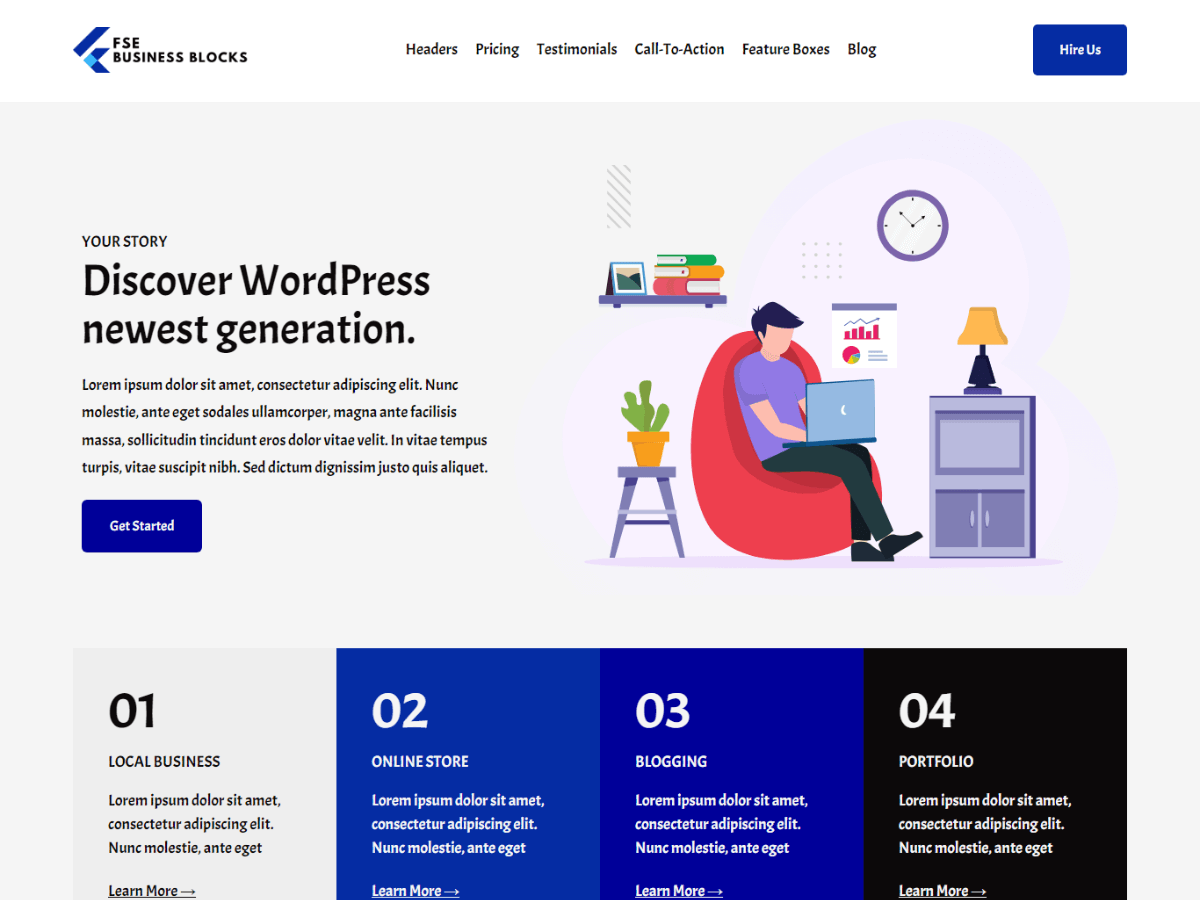 FSE
BUSINESS BLOCKS
Headers
Pricing
Testimonials
Call-To-Action
Feature Boxes
Blog
Hire Us
YOUR STORY
Discover WordPress
newest generation.
Lorem ipsum dolor sit amet, consectetur adipiscing elit. Nunc
molestie, ante eget sodales ullamcorper, magna ante facilisis
massa, sollicitudin tincidunt eros dolor vitae velit. In vitae tempus
turpis, vitae suscipit nibh. Sed dictum dignissim justo quis aliquet.
Get Started
01
LOCAL BUSINESS
Lorem ipsum dolor sit amet,
consectetur adipiscing elit.
Nunc molestie, ante eget
Learn More →
02
ONLINE STORE
Lorem ipsum dolor sit amet,
consectetur adipiscing elit.
Nunc molestie, ante eget
Learn More →
03
BLOGGING
Lorem ipsum dolor sit amet,
consectetur adipiscing elit.
Nunc molestie, ante eget
Learn More →
04
PORTFOLIO
Lorem ipsum dolor sit amet,
consectetur adipiscing elit.
Nunc molestie, ante eget
Learn More →